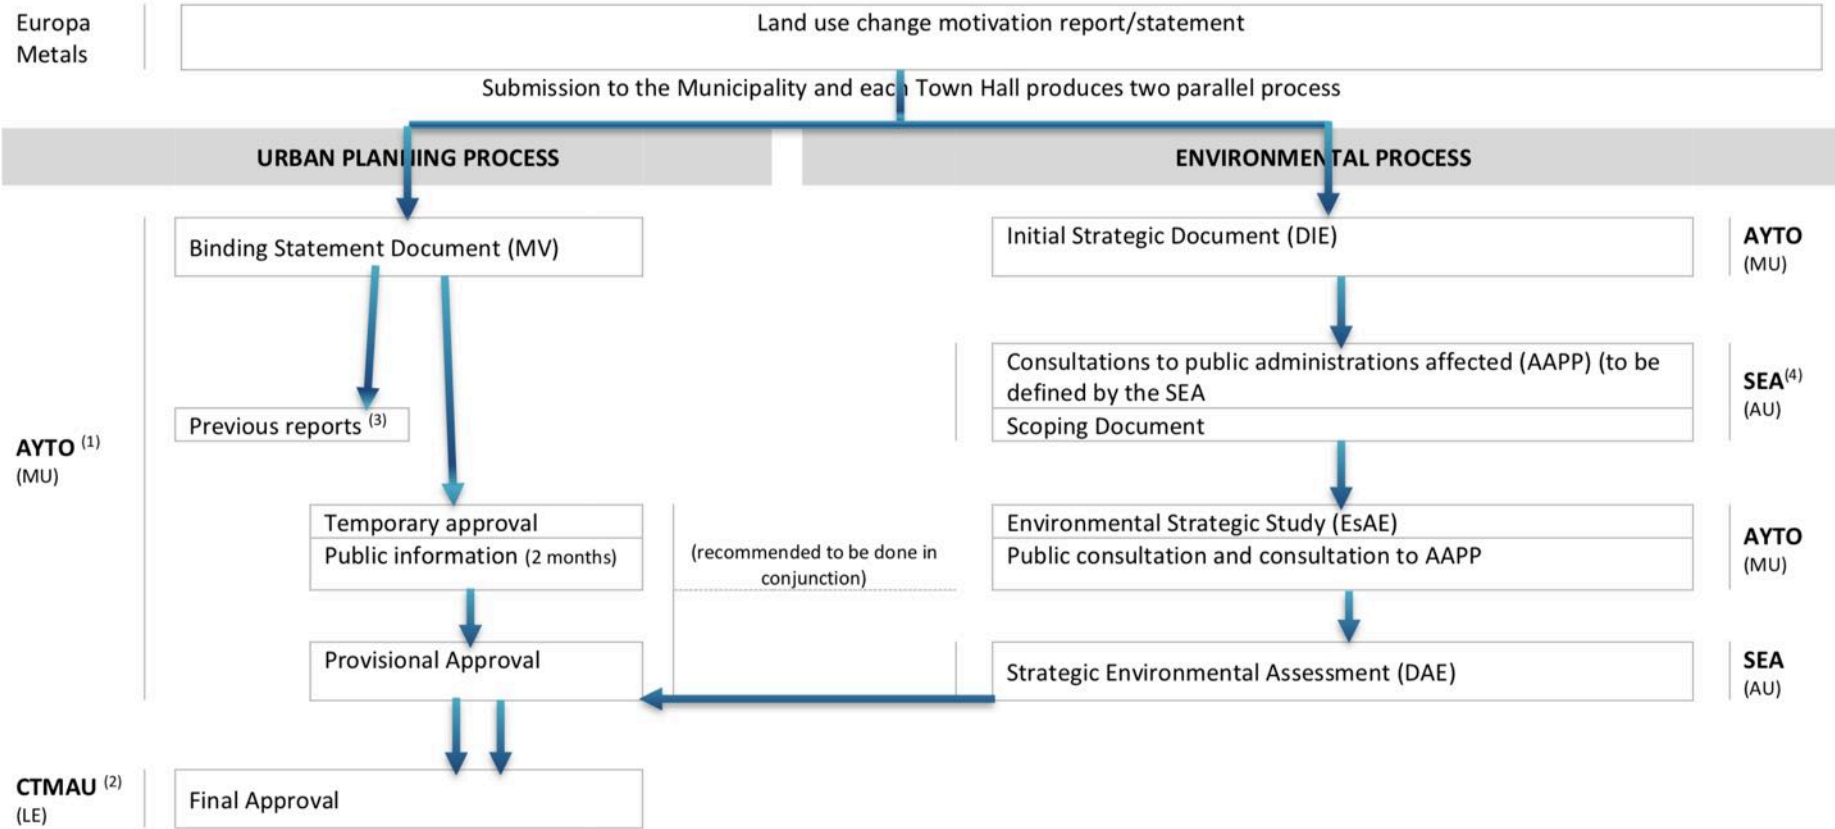 Europa
Metals
Land use change motivation report/statement
Submission to the Municipality and each Town Hall produces two parallel process
URBAN PLANNING PROCESS
ENVIRONMENTAL PROCESS
Binding Statement Document (MV)
Initial Strategic Document (DIE)
AYTO
(MU)
Consultations to public administrations affected (AAPP) (to be
defined by the SEA
Scoping Document
SEA(4)
(AU)
Previous reports (3)
AYTO (1)
(MU)
Temporary approval
Public information (2 months)
(recommended to be done in
conjunction)
Environmental Strategic Study (EsAE)
Public consultation and consultation to AAPP
AYTO
(MU)
Provisional Approval
Strategic Environmental Assessment (DAE)
SEA
(AU)
CTMAU (2)
(LE)
Final Approval